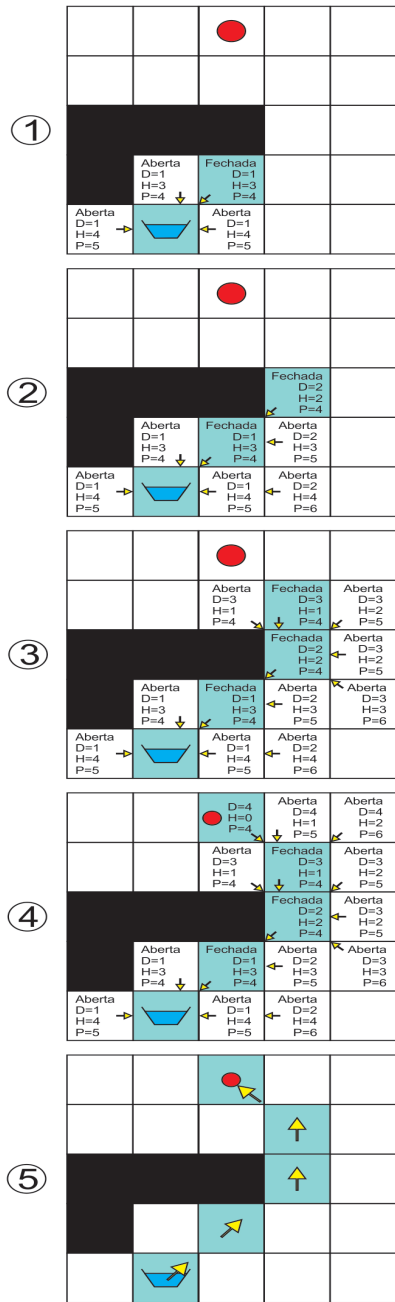 1
Aberta
D=1
H=3
P=4
Fechada
D=1
H=3
P=4
Aberta
D=1
H=4
P=5
Aberta
D=1
H=4
P=5
2
Fechada
D=2
H=2
P=4
Aberta
D=1
H=3
P=4
Fechada
D=1
H=3
P=4
Aberta
D=2
H=3
P=5
Aberta
D=1
H=4
P=5
Aberta
D=1
H=4
P=5
Aberta
D=2
H=4
P=6
3
Aberta
D=3
H=1
P=4
Fechada
D=3
H=1
P=4
Aberta
D=3
H=2
P=5
Fechada
D=2
H=2
P=4
Aberta
D=3
H=2
P=5
Aberta
D=1
H=3
P=4
Fechada
D=1
H=3
P=4
Aberta
D=2
H=3
P=5
Aberta
D=3
H=3
P=6
Aberta
D=1
H=4
P=5
Aberta
D=1
H=4
P=5
Aberta
D=2
H=4
P=6
4
D=4
H=0
P=4
Aberta
D=4
H=1
P=5
Aberta
D=4
H=2
P=6
Aberta
D=3
H=1
P=4
Fechada
D=3
H=1
P=4
Aberta
D=3
H=2
P=5
Fechada
D=2
H=2
P=4
Aberta
D=3
H=2
P=5
Aberta
D=1
H=3
P=4
Fechada
D=1
H=3
P=4
Aberta
D=2
H=3
P=5
Aberta
D=3
H=3
P=6
Aberta
D=1
H=4
P=5
Aberta
D=1
H=4
P=6
Aberta
D=2
H=4
P=6
5